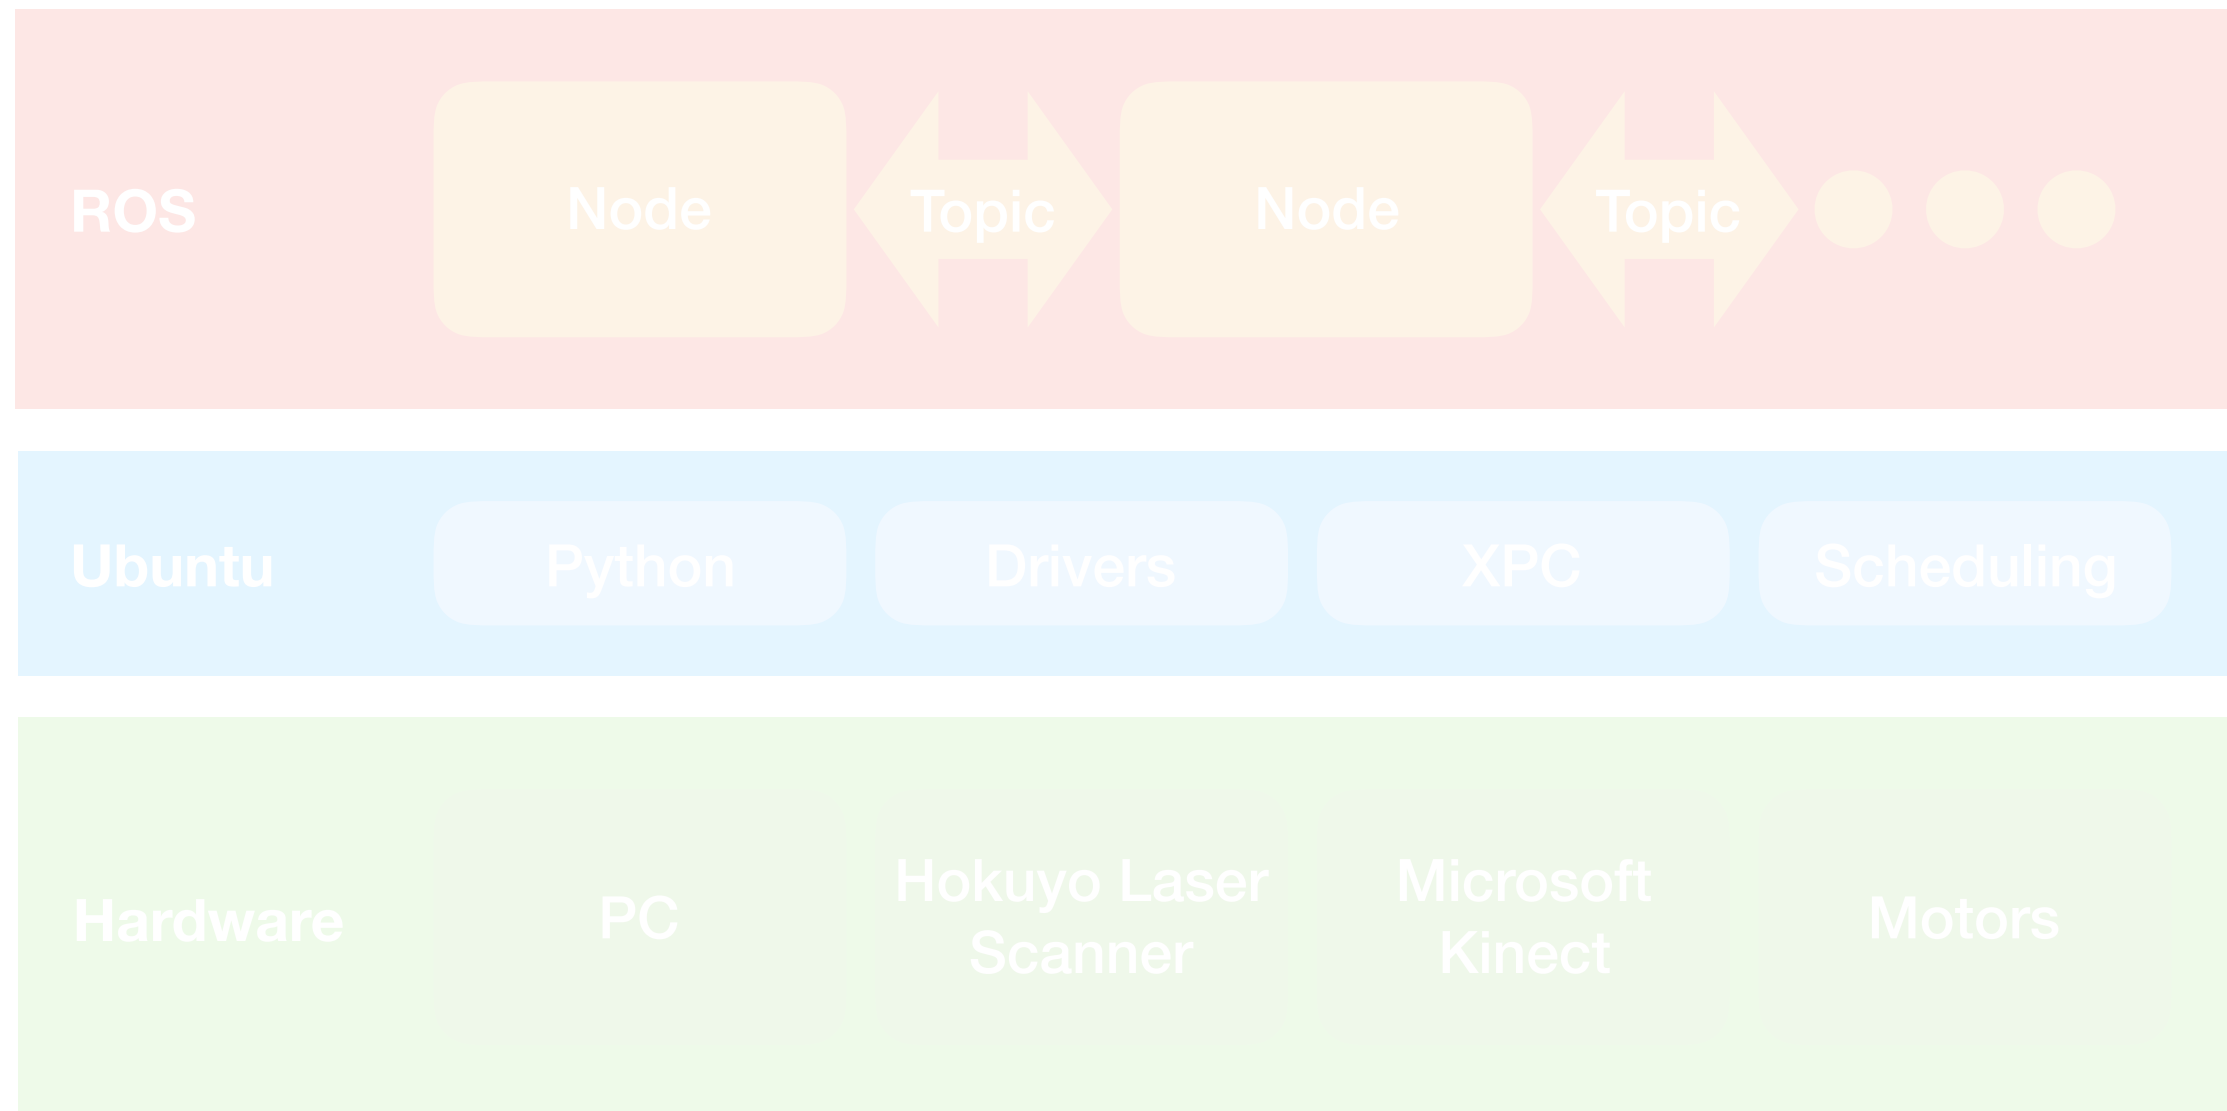 ROS
Node
Topic
Node
Topic
Ubuntu
Python
Drivers
XPC
Scheduling
Hardware
PC
Hokuyo Laser
Scanner
Microsoft
Kinect
Motors